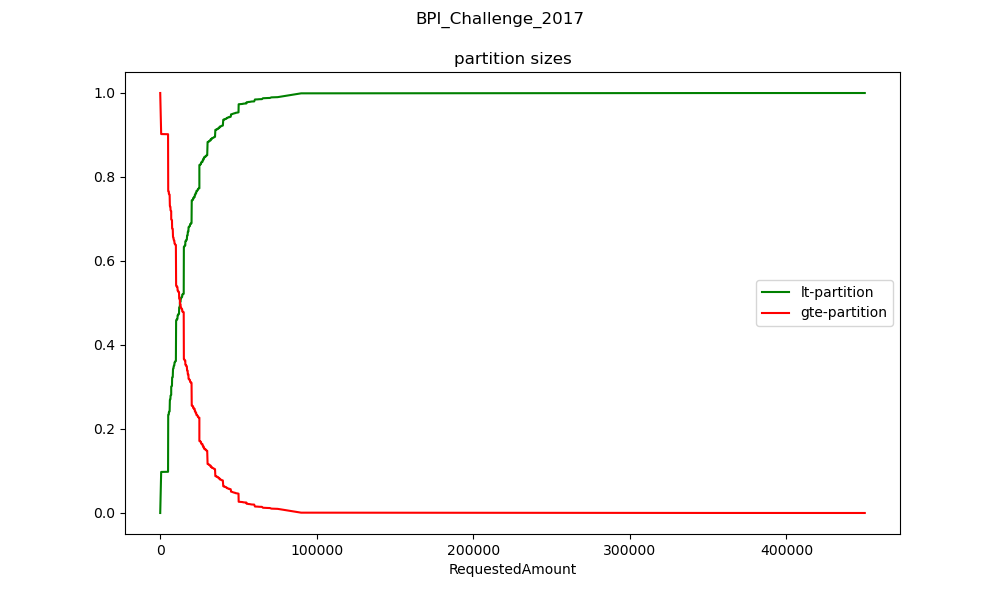 BPI_Challenge_2017
partition sizes
1.0
0.8
0.6
0.4
0.2
0.0
lt-partition
gte-partition
0
100000
200000
300000
400000
RequestedAmount